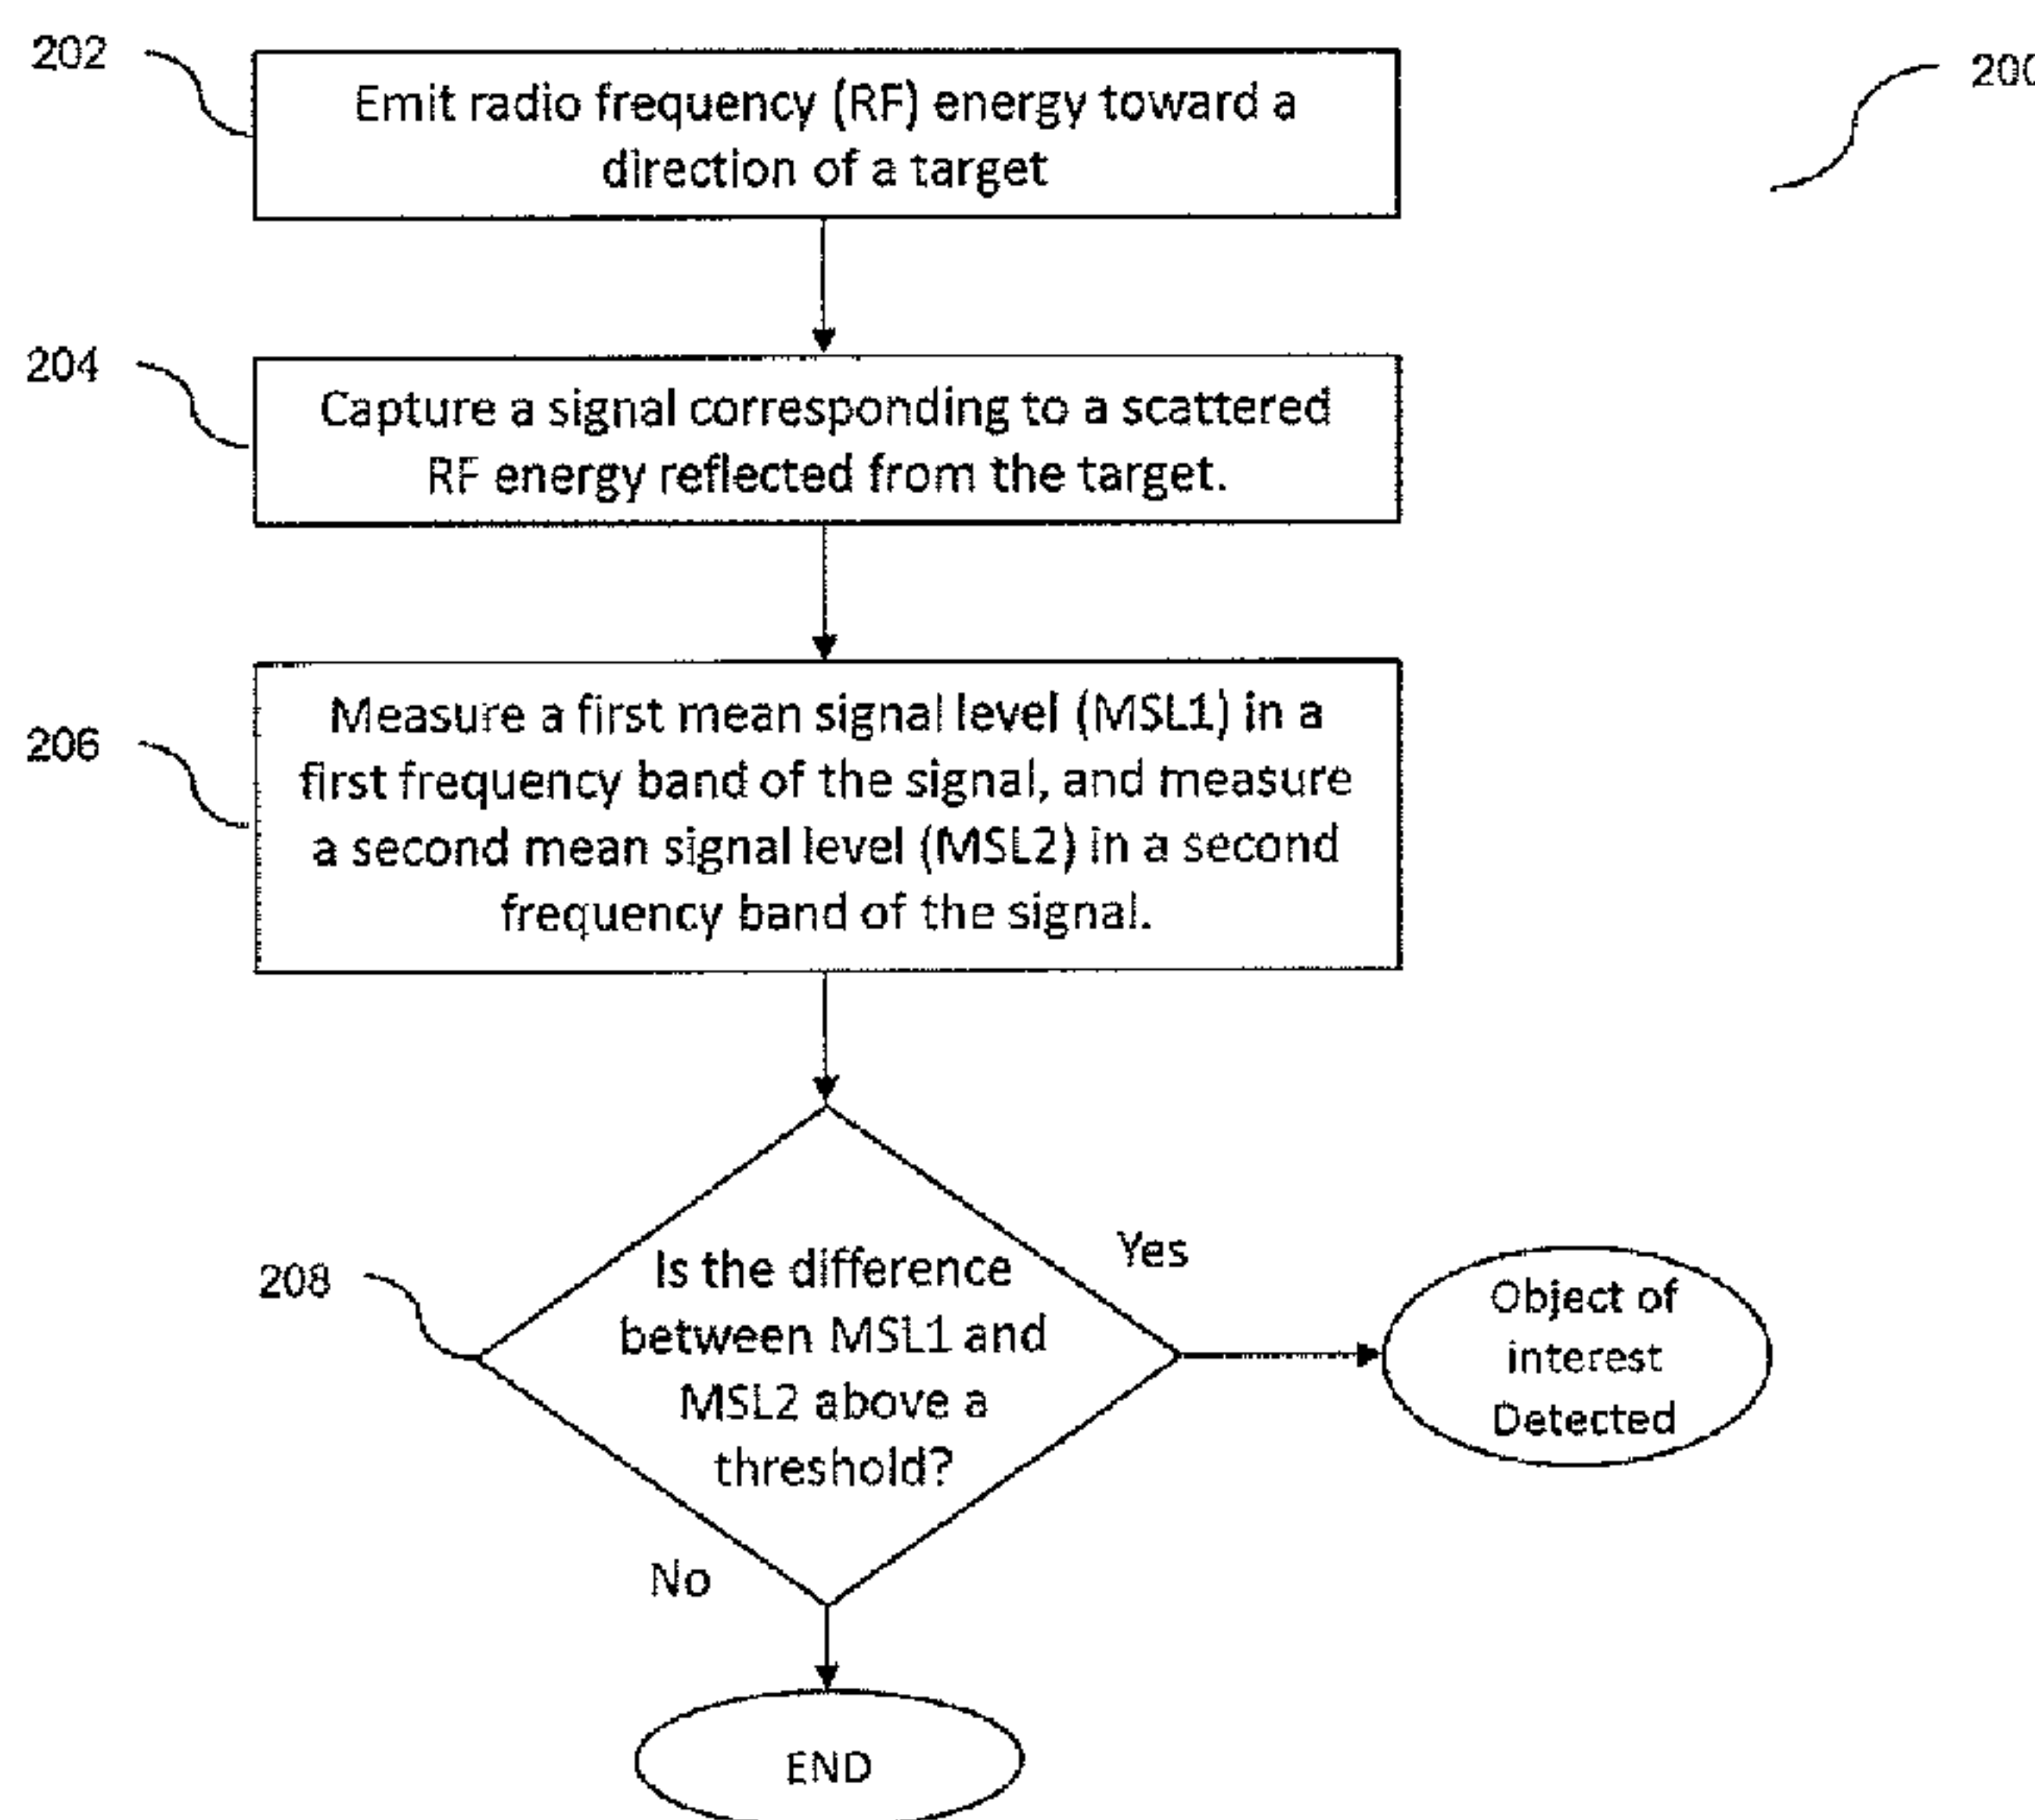 202
200
Emit radio frequency (RF) energy toward a
direction of a target
204
Capture a signal corresponding to a scattered
RF energy reflected from the target.
206
Measure a first mean signal level (MSL1) in a
first frequency band of the signal, and measure
a second mean signal level (MSL2) in a second
frequency band of the signal.
208
Is the difference
between MSL1 and
MSL2 above a
threshold?
Yes
Object of
interest
Detected
No
END